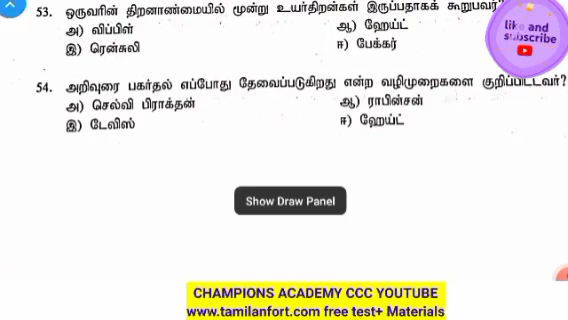 53. ஒருவரின் திறனாண்மையில் மூன்று உயர்திறன்கள் இருப்பதாகக் கூறுபவர்?
அ) விப்பிள் ஆ) ஹேய்ட்
இ) ரென்சுலி ஈ) பேக்கர்
like and
subscribe
54. அறிவுரை பகர்தல் எப்போது தேவைப்படுகிறது என்ற வழிமுறைகளை குறிப்பிட்டவர்?
அ) செல்வி பிராக்தன் ஆ) ராபின்சன்
இ) டேவிஸ் ஈ) ஹேய்ட்
Show Draw Panel
CHAMPIONS ACADEMY CCC YOUTUBE
www.tamilanfort.com free test+ Materials